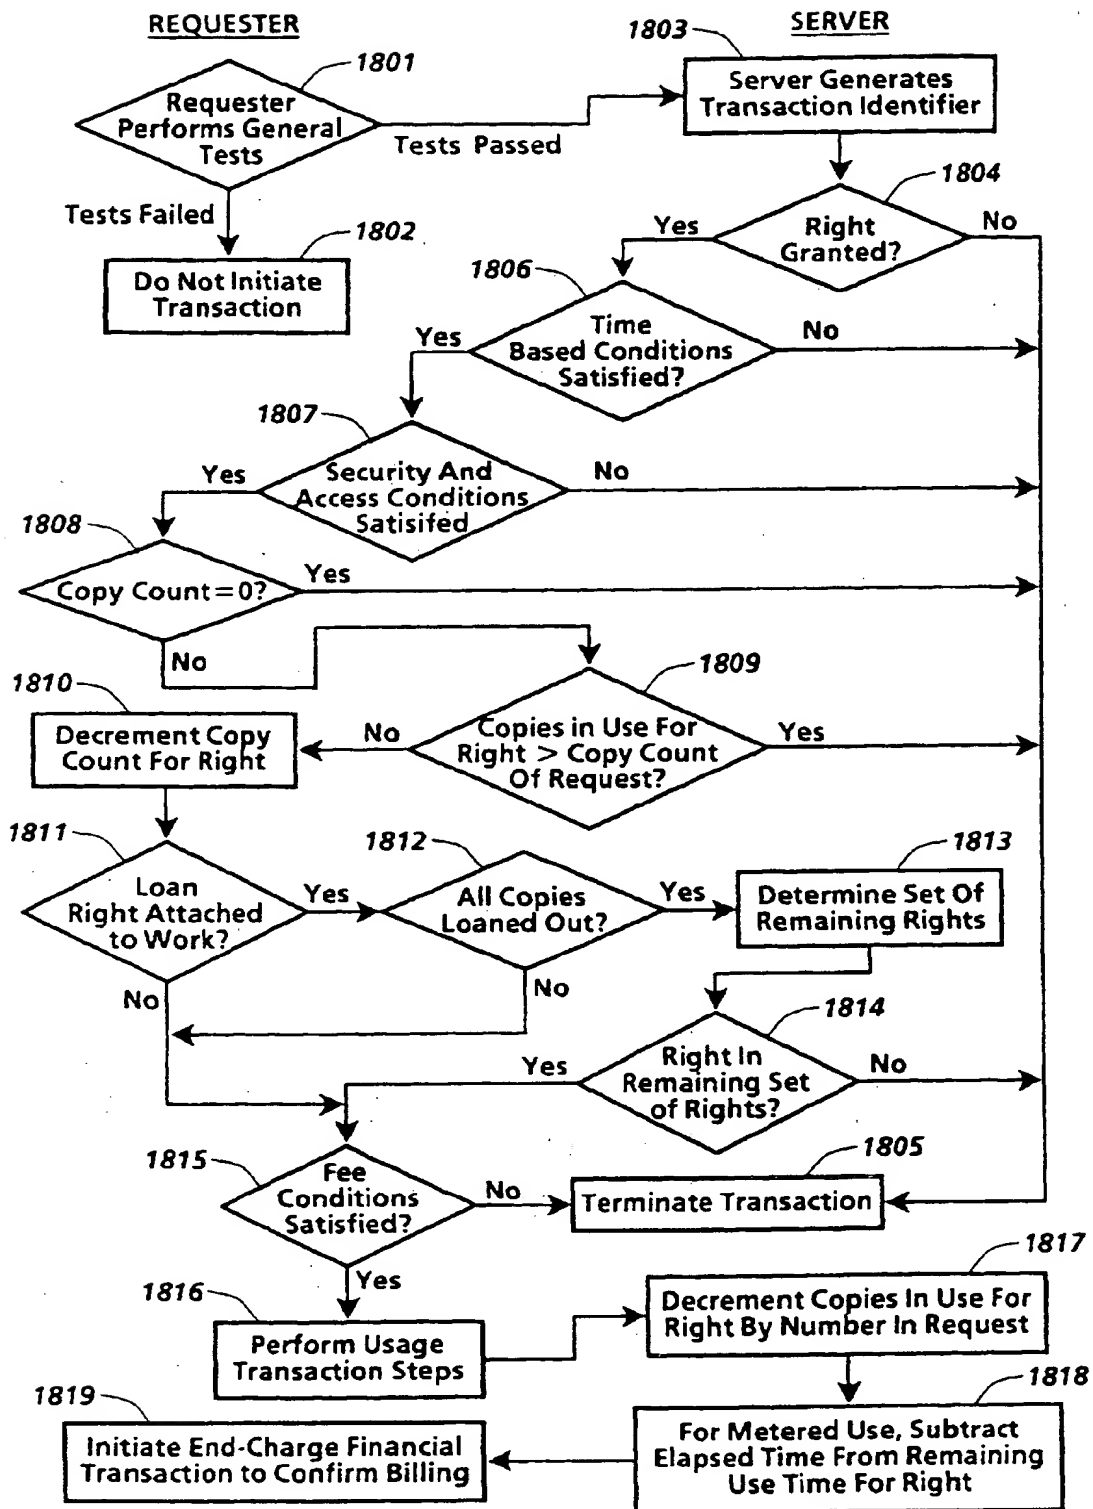 REQUESTER
SERVER
1801
1803
Requester
Performs General
Tests
Server Generates
Transaction Identifier
Tests Passed
Tests Failed
1802
Do Not Initiate
Transaction
1804
Yes
Right
Granted?
No
1806
Yes
Time
Based Conditions
Satisfied?
No
1807
Yes
Security And
Access Conditions
Satisifed
No
1808
Copy Count=0?
Yes
No
1809
1810
Decrement Copy
Count For Right
No
Copies in Use For
Right > Copy Count
Of Request?
Yes
1811
Loan
Right Attached
to Work?
Yes
No
1812
All Copies
Loaned Out?
Yes
No
1813
Determine Set Of
Remaining Rights
1814
Yes
Right In
Remaining Set
of Rights?
No
1815
Fee
Conditions
Satisfied?
No
Yes
1805
Terminate Transaction
1816
Perform Usage
Transaction Steps
1817
Decrement Copies In Use For
Right By Number In Request
1818
For Metered Use, Subtract
Elapsed Time From Remaining
Use Time For Right
1819
Initiate End-Charge Financial
Transaction to Confirm Billing